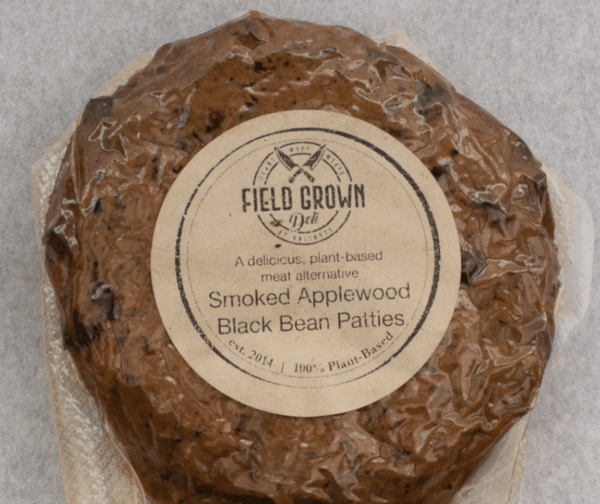 FIELD GROWN
Deli
A delicious, plant-based
meat alternative
Smoked Applewood
Black Bean Patties
est. 2014 | 100% Plant-Based